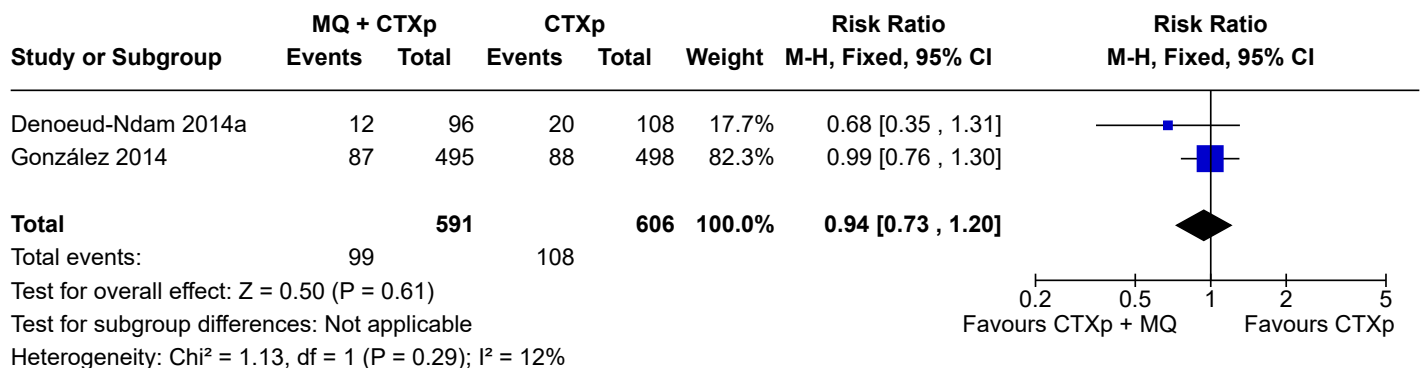 MQ + CTXp CTXp Risk Ratio Risk Ratio
Study or Subgroup Events Total Events Total Weight M-H, Fixed, 95% CI M-H, Fixed, 95% CI
Denoeud-Ndam 2014a 12 96 20 108 17.7% 0.68 [0.35 , 1.31]
González 2014 87 495 88 498 82.3% 0.99 [0.76 , 1.30]
Total 591 606 100.0% 0.94 [0.73 , 1.20]
Total events: 99 108
Test for overall effect: Z = 0.50 (P = 0.61)
0.2 0.5 1 2 5
Test for subgroup differences: Not applicable
Favours CTXp + MQ Favours CTXp
Heterogeneity: Chi² = 1.13, df = 1 (P = 0.29); I² = 12%